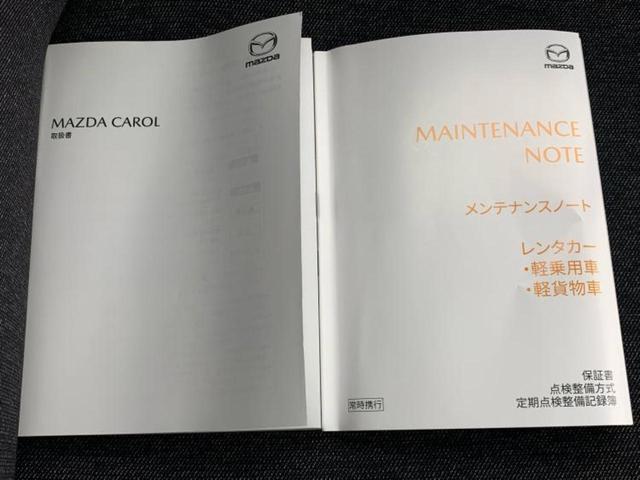 mazda
MAZDA CAROL
取扱書
mazda
MAINTENANCE
NOTE
メンテナンスノート
レンタカー
・軽乗用車
・軽貨物車
保証書
点検整備方式
定期点検整備記録簿
常時携行